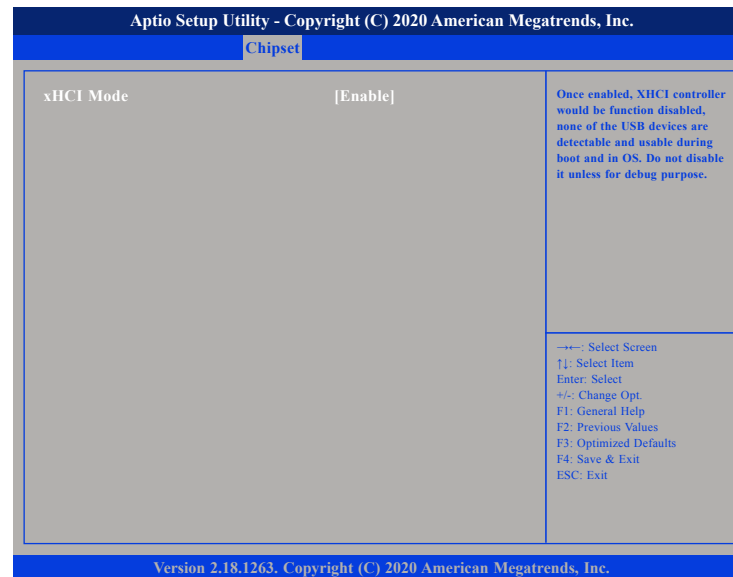 Aptio Setup Utility - Copyright (C) 2020 American Megatrends, Inc.
Chipset
xHCI Mode [Enable]
Once enabled, XHCI controller
would be function disabled,
none of the USB devices are
detectable and usable during
boot and in OS. Do not disable
it unless for debug purpose.
→←: Select Screen
↑↓: Select Item
Enter: Select
+/-: Change Opt.
F1: General Help
F2: Previous Values
F3: Optimized Defaults
F4: Save & Exit
ESC: Exit
Version 2.18.1263. Copyright (C) 2020 American Megatrends, Inc.